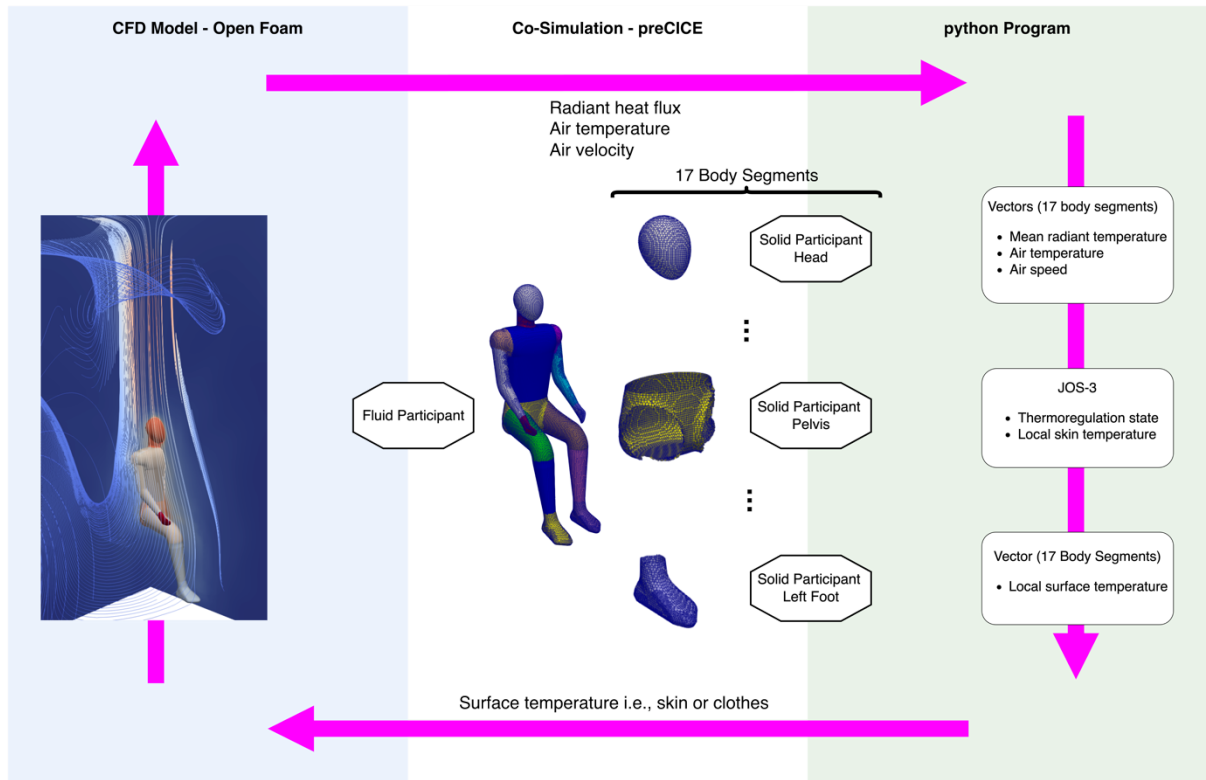 CFD Model - Open Foam
Co-Simulation - preCICE
python Program
Radiant heat flux
Air temperature
Air velocity
17 Body Segments
Solid Participant
Head
Fluid Participant
Solid Participant
Pelvis
Solid Participant
Left Foot
Vectors (17 body segments)
• Mean radiant temperature
• Air temperature
• Air speed
JOS-3
• Thermoregulation state
• Local skin temperature
Vector (17 Body Segments)
• Local surface temperature
Surface temperature i.e., skin or clothes